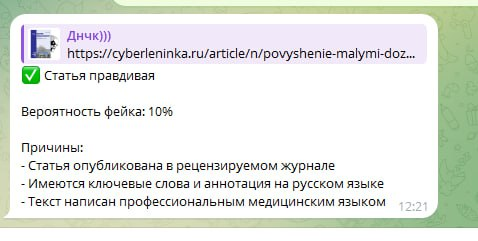 Днчк)))
https://cyberleninka.ru/article/n/povyshenie-malymi-doz...
✅ Статья правдивая
Вероятность фейка: 10%
Причины:
- Статья опубликована в рецензируемом журнале
- Имеются ключевые слова и аннотация на русском языке
- Текст написан профессиональным медицинским языком
12:21